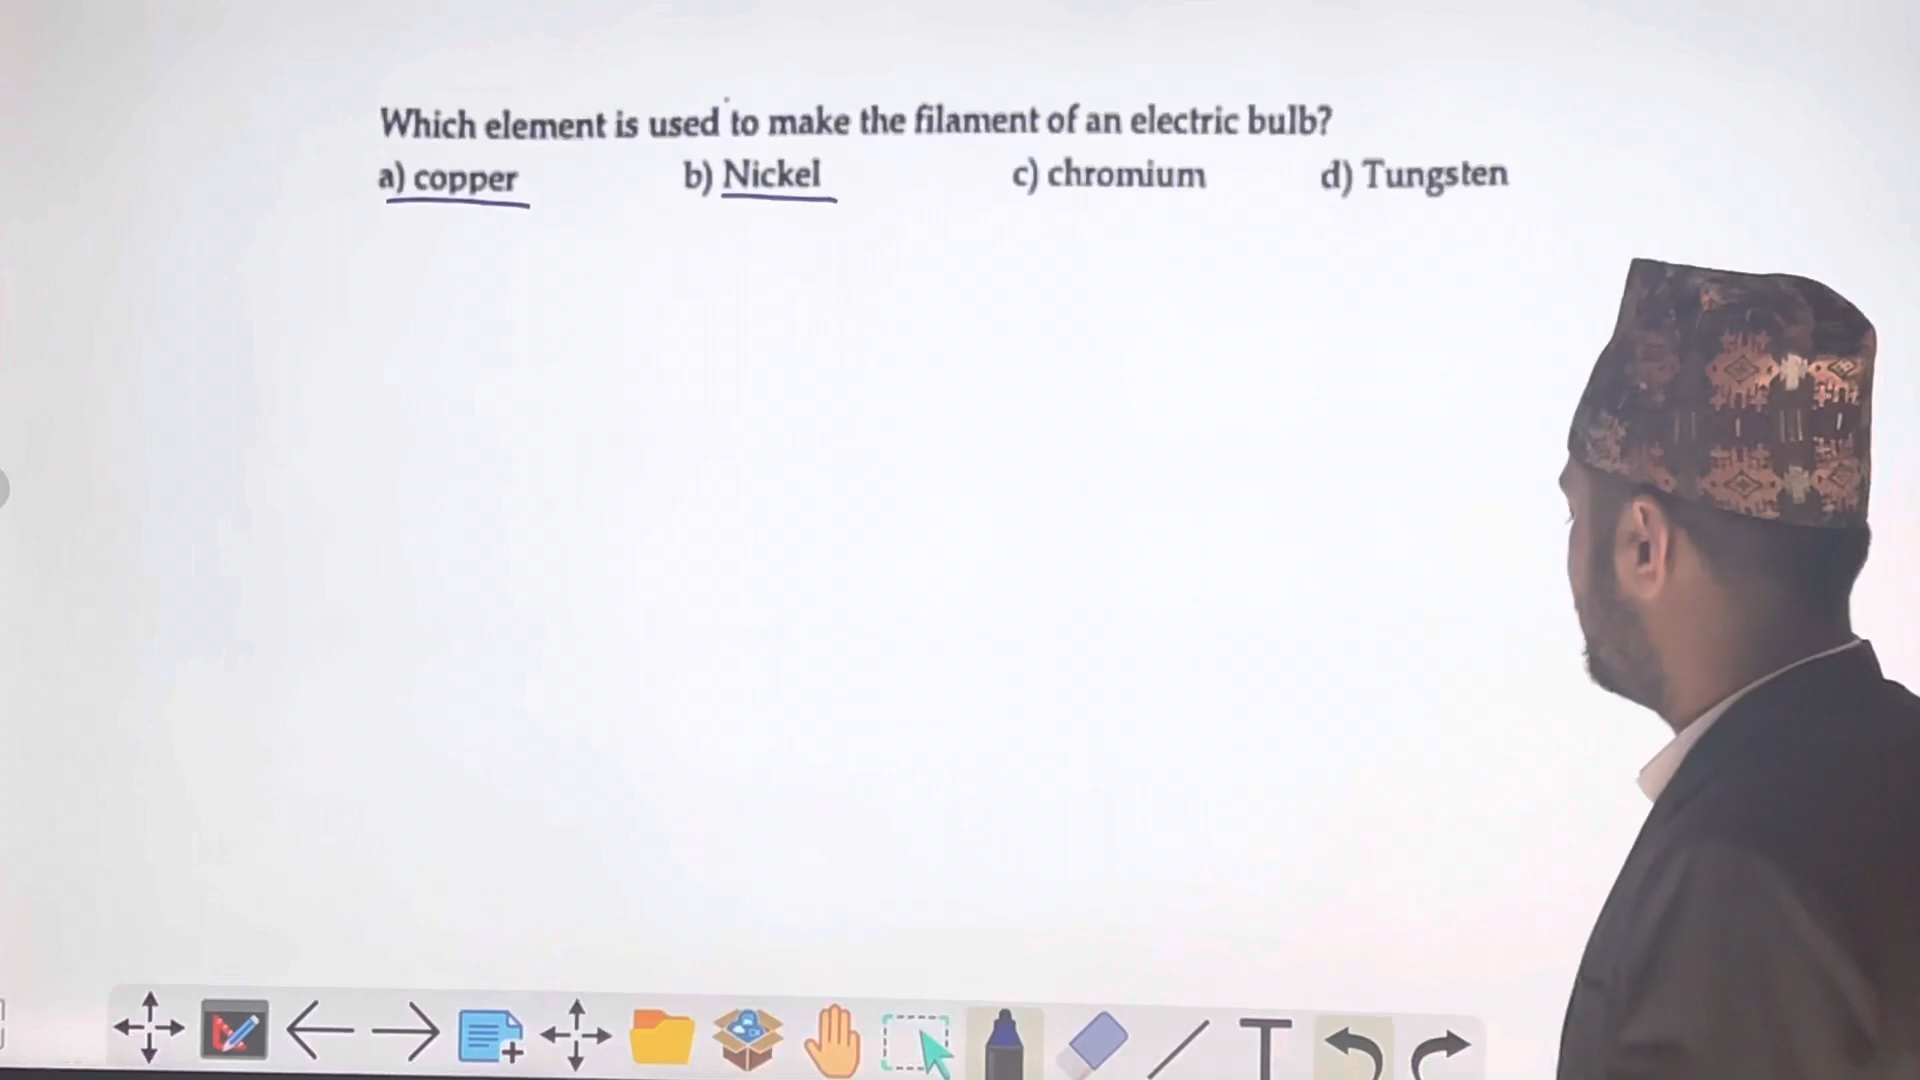 Which element is used to make the filament of an electric bulb?
a) copper b) Nickel c) chromium d) Tungsten